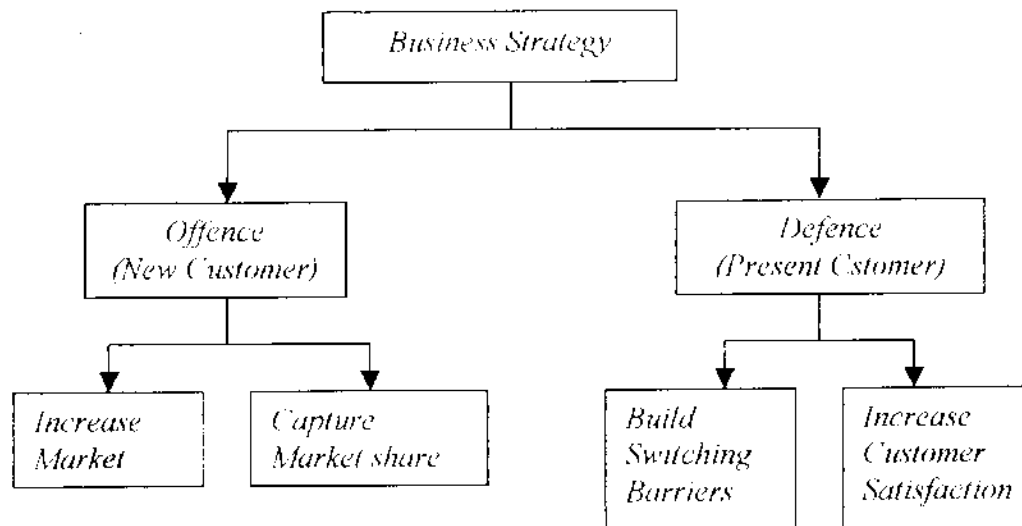 Business Strategy
Offence
(New Customer)
Defence
(Present Cstomer)
Increase
Market
Capture
Market share
Build
Switching
Barriers
Increase
Customer
Satisfaction